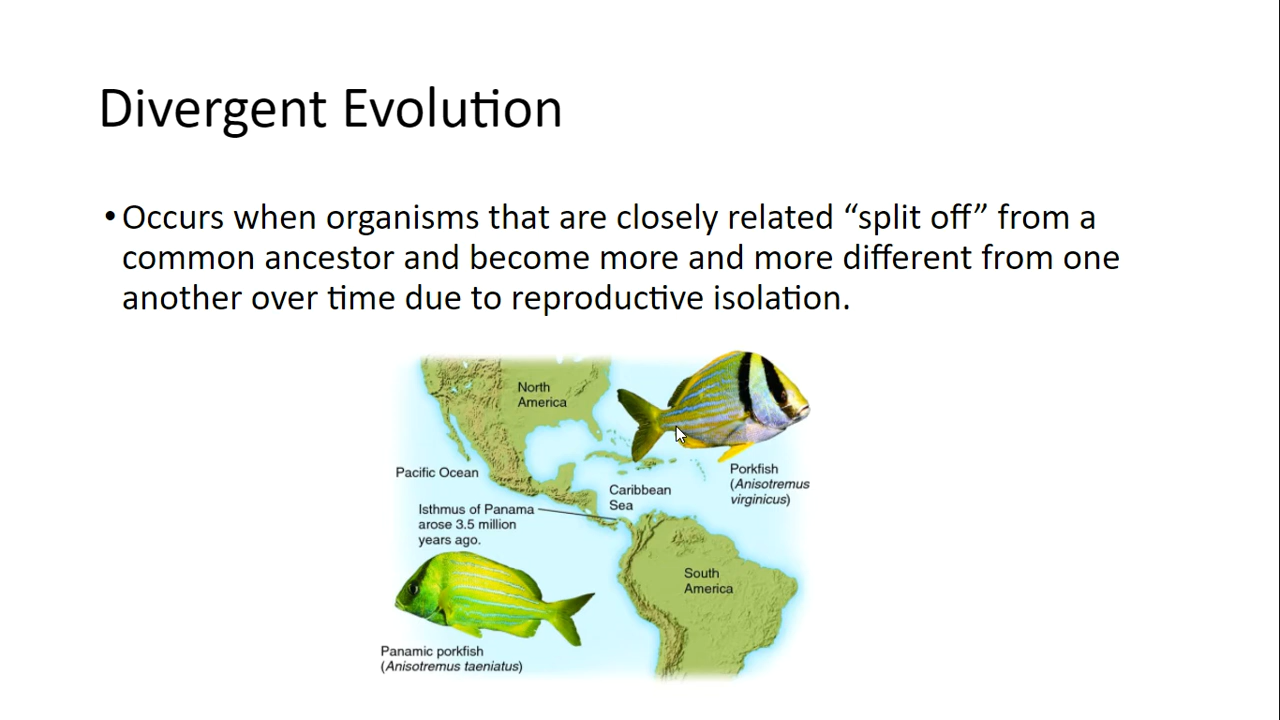 Divergent Evolution
•Occurs when organisms that are closely related “split off” from a
common ancestor and become more and more different from one
another over time due to reproductive isolation.
North
America
Pacific Ocean
Porkfish
(Anisotremus
virginicus)
Caribbean
Sea
Isthmus of Panama
arose 3.5 million
years ago.
South
America
Panamic porkfish
(Anisotremus taeniatus)